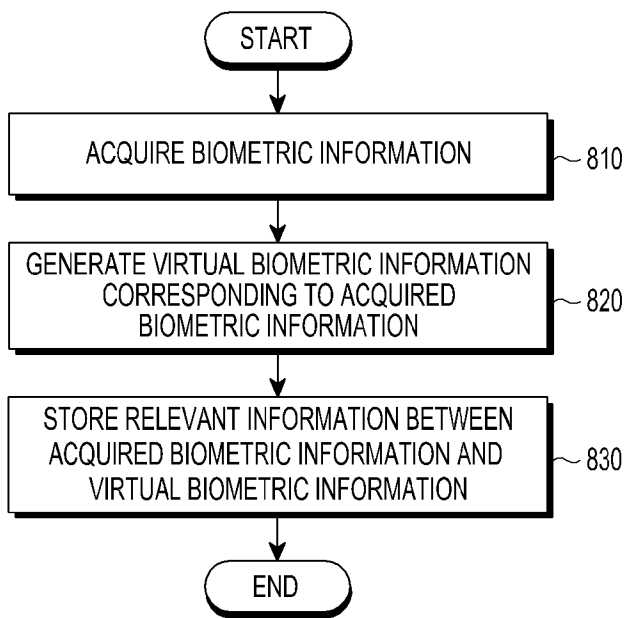 START
ACQUIRE BIOMETRIC INFORMATION
810
GENERATE VIRTUAL BIOMETRIC INFORMATION
CORRESPONDING TO ACQUIRED
BIOMETRIC INFORMATION
820
STORE RELEVANT INFORMATION BETWEEN
ACQUIRED BIOMETRIC INFORMATION AND
VIRTUAL BIOMETRIC INFORMATION
830
END